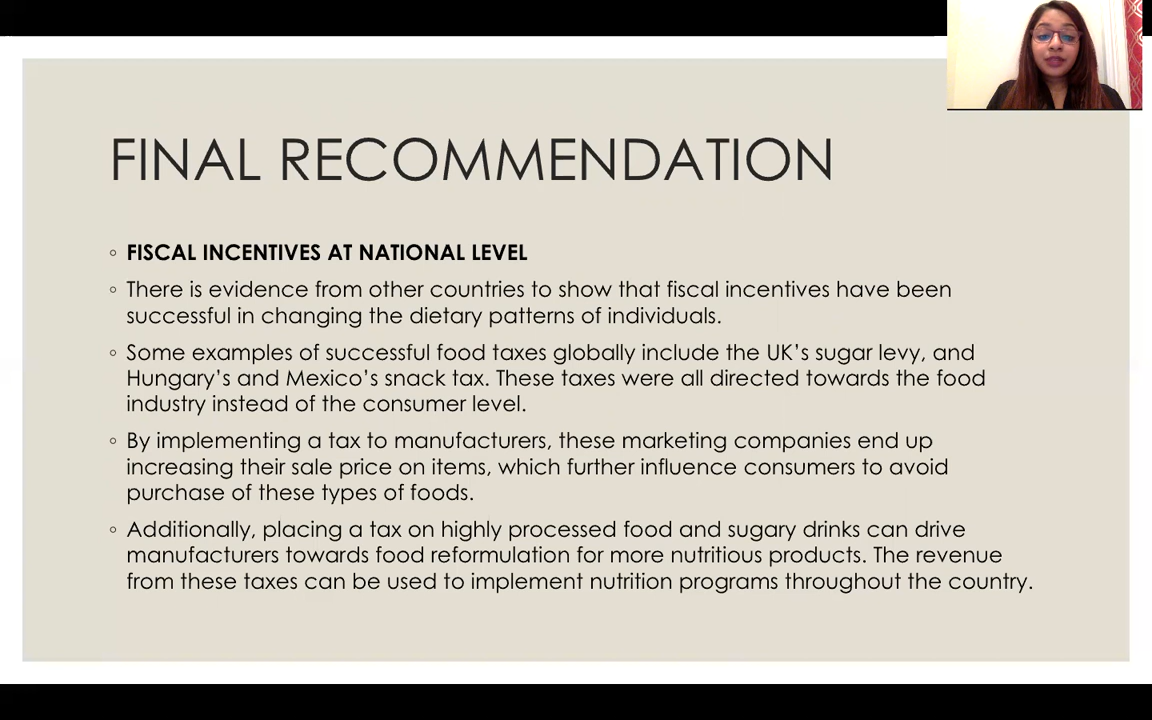 FINAL RECOMMENDATION
◦ FISCAL INCENTIVES AT NATIONAL LEVEL
◦ There is evidence from other countries to show that fiscal incentives have been
successful in changing the dietary patterns of individuals.
◦ Some examples of successful food taxes globally include the UK's sugar levy, and
Hungary's and Mexico's snack tax. These taxes were all directed towards the food
industry instead of the consumer level.
◦ By implementing a tax to manufacturers, these marketing companies end up
increasing their sale price on items, which further influence consumers to avoid
purchase of these types of foods.
◦ Additionally, placing a tax on highly processed food and sugary drinks can drive
manufacturers towards food reformulation for more nutritious products. The revenue
from these taxes can be used to implement nutrition programs throughout the country.